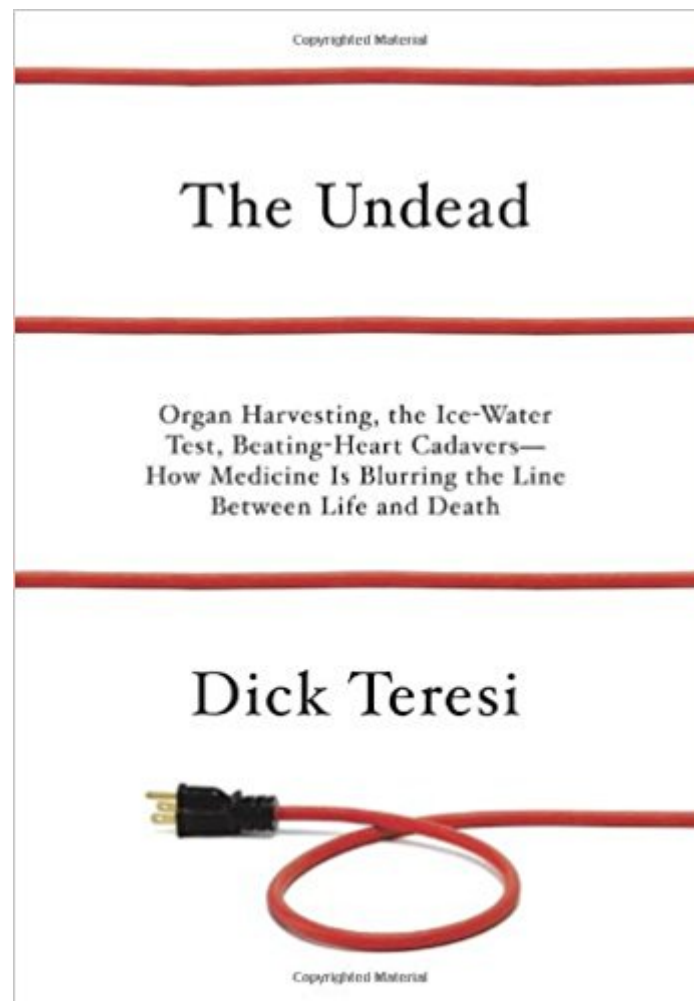 Copyrighted Material
The Undead
Organ Harvesting, the Ice-Water
Test, Beating-Heart Cadavers—
How Medicine Is Blurring the Line
Between Life and Death
Dick Teresi
Copyrighted Material